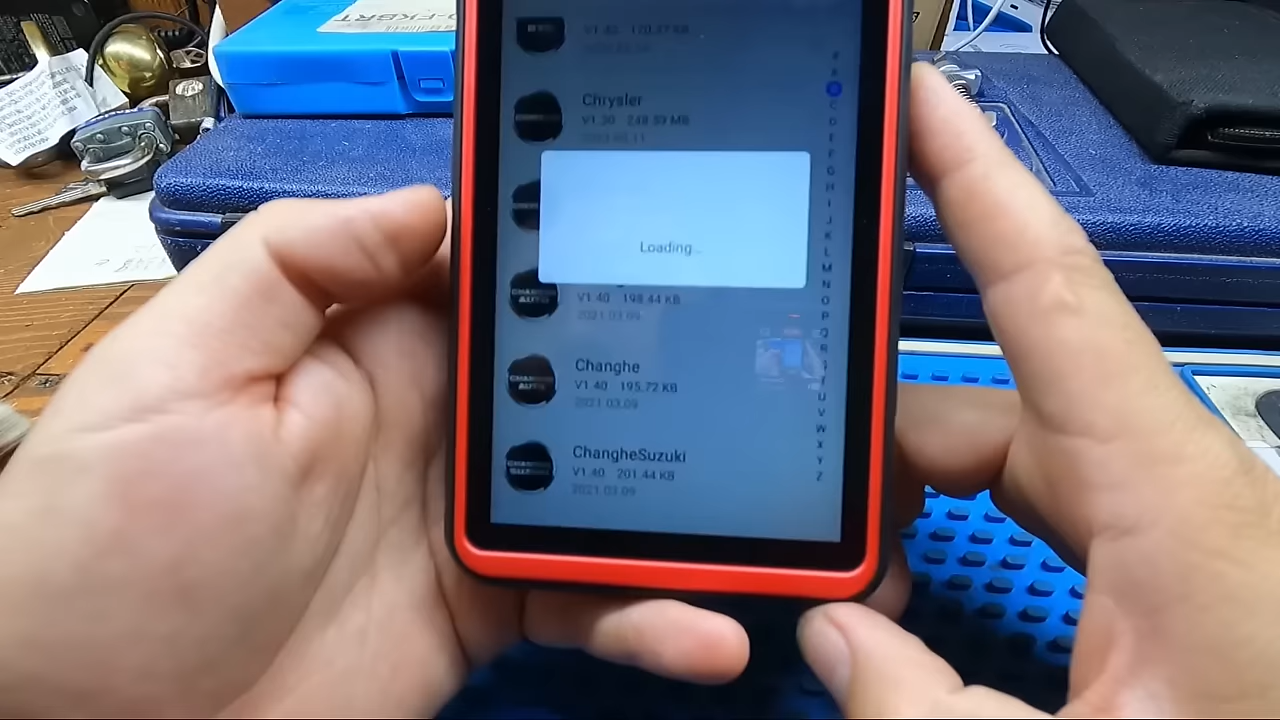 V1.40 120.27 KB
Chrysler
V1.30 248.59 MB
Loading...
V1.40 198.44 KB
2021.03.09
Changhe
V1.40 195.72 KB
2021.03.09
ChangheSuzuki
V1.40 201.44 KB
2021.03.09
#
A
C
D
E
F
G
H
I
J
K
L
M
N
O
P
Q
R
T
U
V
W
X
Y
Z